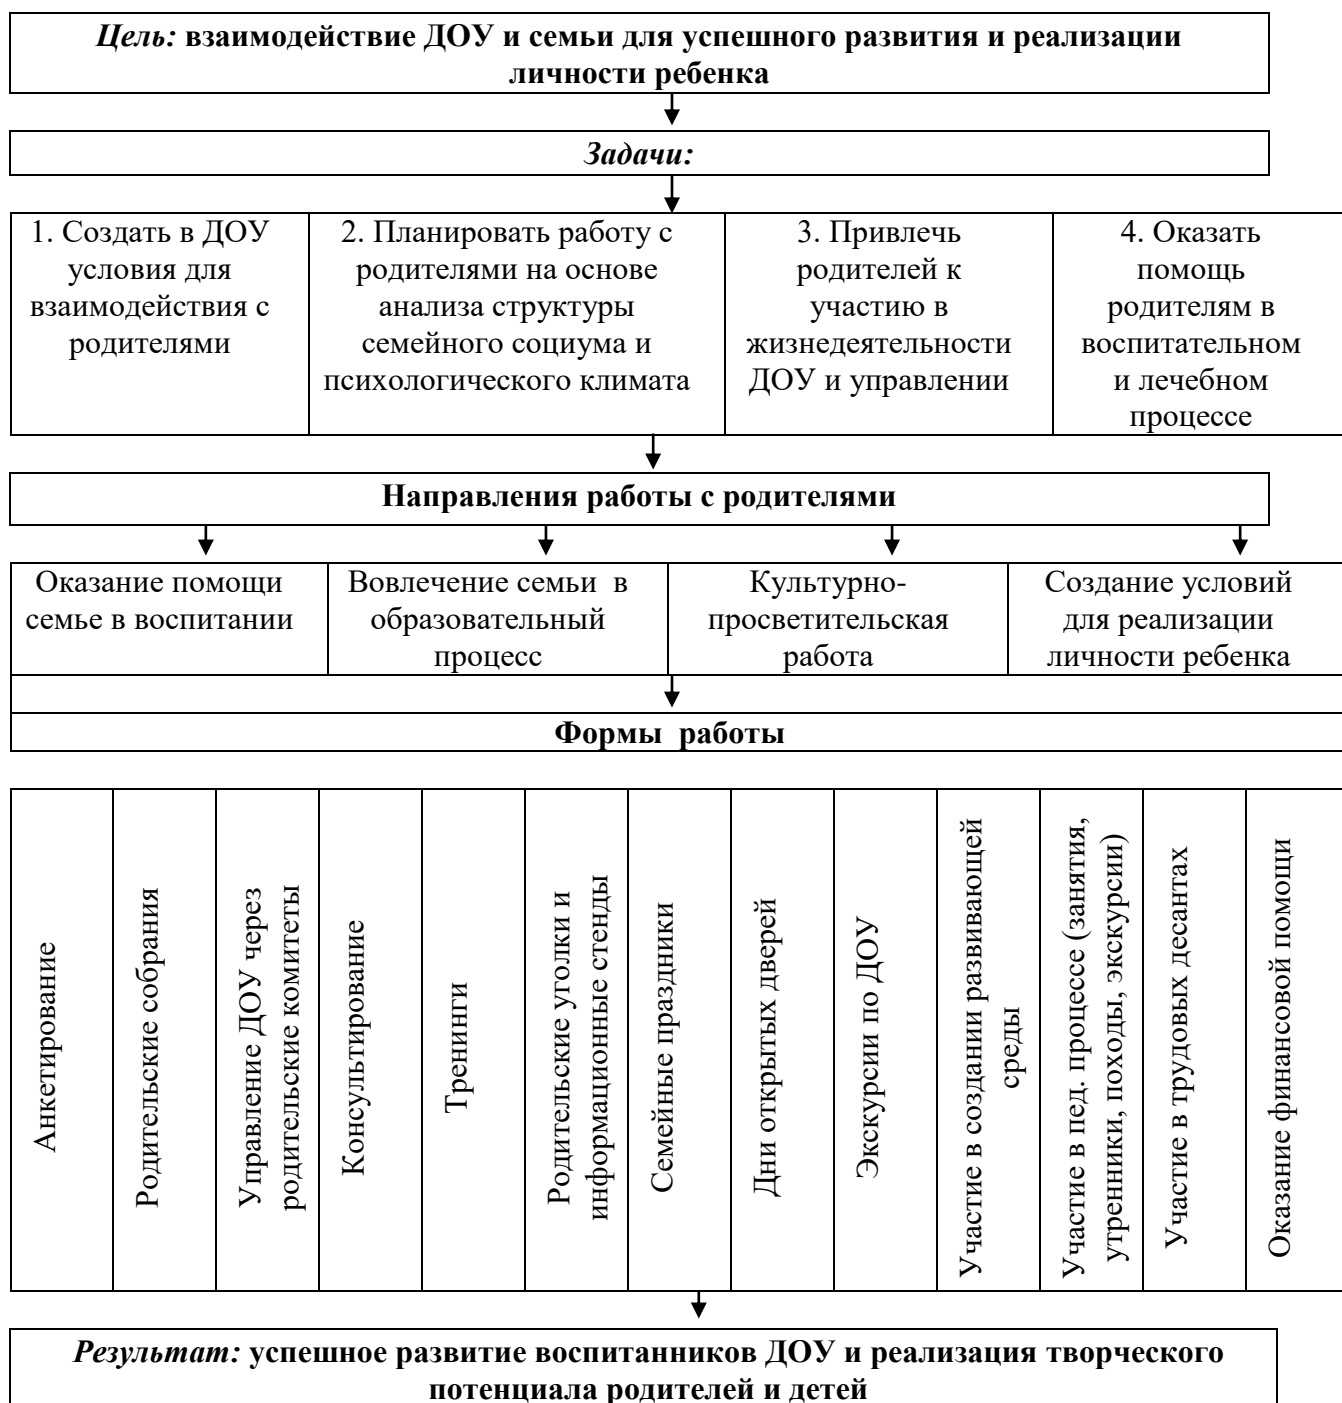 Цель: взаимодействие ДОУ и семьи для успешного развития и реализации
личности ребенка
Задачи:
1. Создать в ДОУ
условия для
взаимодействия с
родителями
2. Планировать работу с
родителями на основе
анализа структуры
семейного социума и
психологического климата
3. Привлечь
родителей к
участию в
жизнедеятельности
ДОУ и управлении
4. Оказать
помощь
родителям в
воспитательном
и лечебном
процессе
Направления работы с родителями
Оказание помощи
семье в воспитании
Вовлечение семьи в
образовательный
процесс
Культурно-
просветительская
работа
Создание условий
для реализации
личности ребенка
Формы работы
Анкетирование
Родительские собрания
Управление ДОУ через
родительские комитеты
Консультирование
Тренинги
Родительские уголки и
информационные стенды
Семейные праздники
Дни открытых дверей
Экскурсии по ДОУ
Участие в создании развивающей
среды
Участие в пед. процессе (занятия,
утренники, походы, экскурсии)
Участие в трудовых десантах
Оказание финансовой помощи
Результат: успешное развитие воспитанников ДОУ и реализация творческого
потенциала родителей и детей